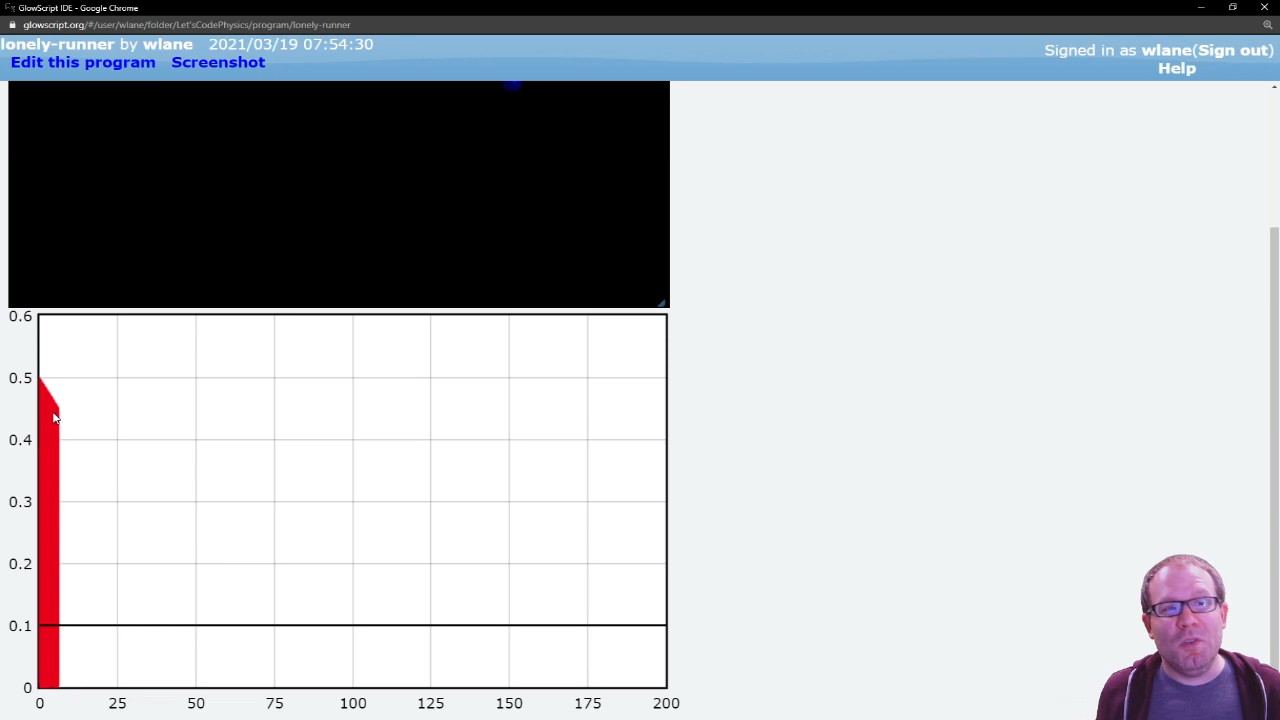 GlowScript IDE - Google Chrome
glowscript.org/#/user/wlane/folder/Let'sCodePhysics/program/lonely-runner
lonely-runner by wlane 2021/03/19 07:54:30
Signed in as wlane(Sign out)
Edit this program Screenshot
Help
0.6
0.5
0.4
0.3
0.2
0.1
0
0 25 50 75 100 125 150 175 200